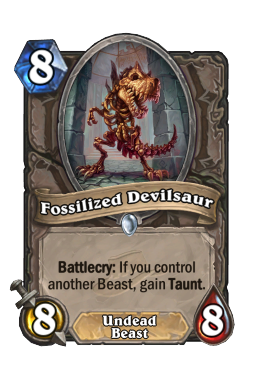 8
Fossilized Devilsaur
Battlecry: If you control
another Beast, gain Taunt.
8
Undead
Beast
8